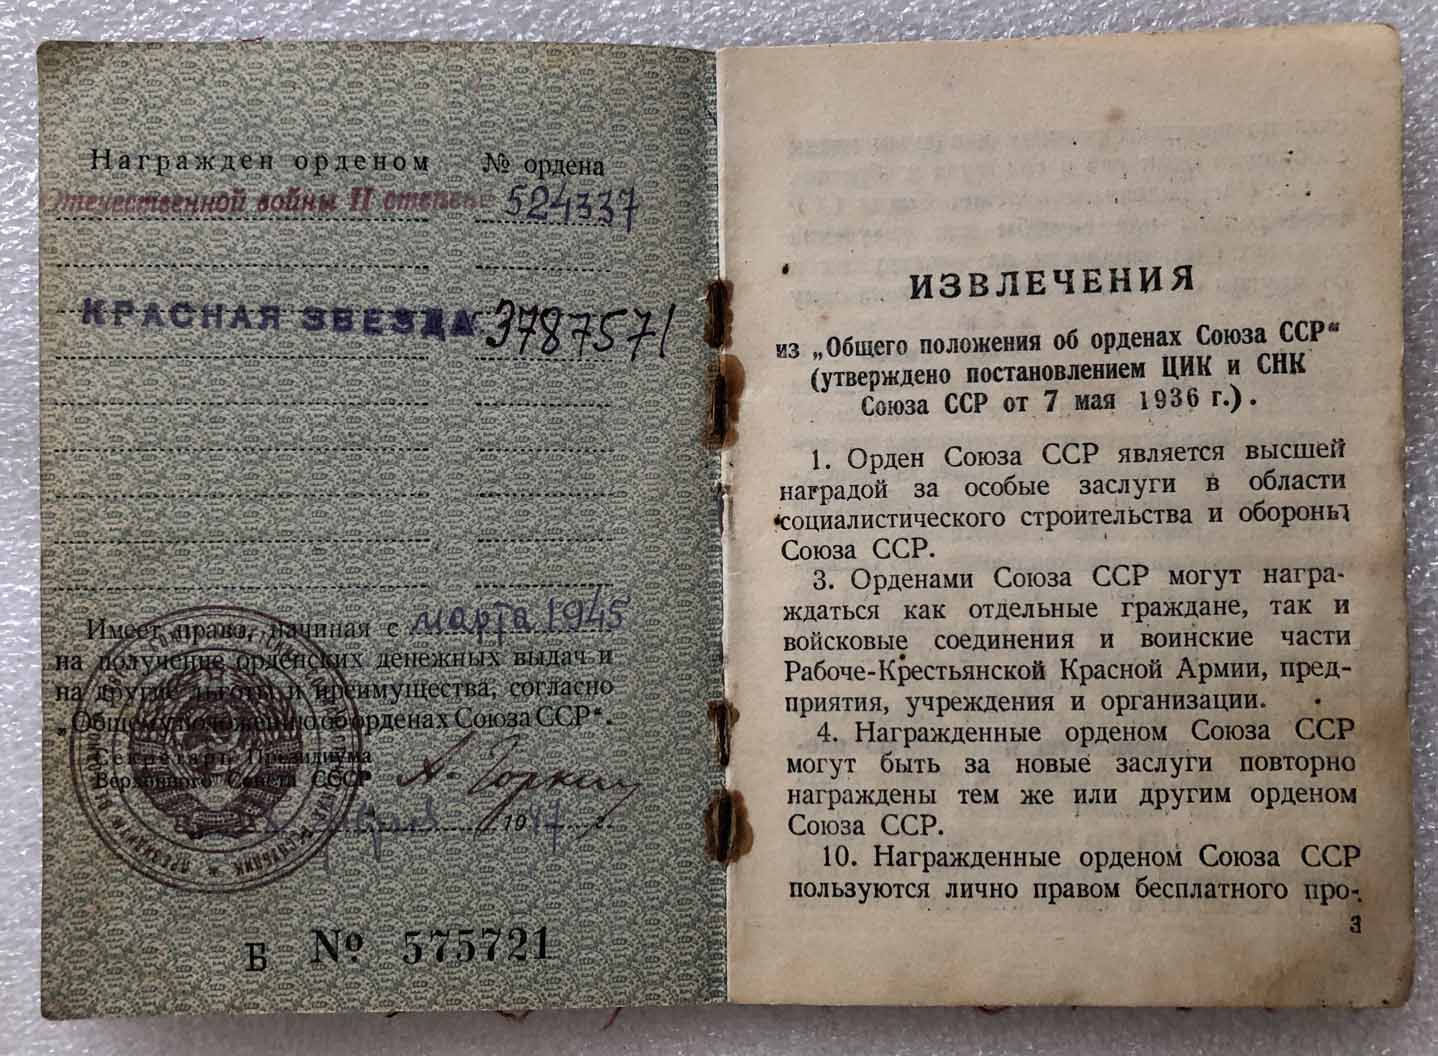 Награжден орденом № ордена
Отечественной войны II степени 524337
КРАСНАЯ ЗВЕЗДА 3787571
Имеет право, начиная с марта 1945
на получение орденских денежных выдач и
на другие льготы и преимущества, согласно
„Общему положению об орденах Союза ССР“.
Секретарь Президиума
Верховного Совета СССР А. Горкин
1947 г.
Б № 575721
ИЗВЛЕЧЕНИЯ
из „Общего положения об орденах Союза ССР“
(утверждено постановлением ЦИК и СНК
Союза ССР от 7 мая 1936 г.).
1. Орден Союза ССР является высшей
наградой за особые заслуги в области
социалистического строительства и обороны
Союза ССР.
3. Орденами Союза ССР могут награ-
ждаться как отдельные граждане, так и
войсковые соединения и воинские части
Рабоче-Крестьянской Красной Армии, пред-
приятия, учреждения и организации.
4. Награжденные орденом Союза ССР
могут быть за новые заслуги повторно
награждены тем же или другим орденом
Союза ССР.
10. Награжденные орденом Союза ССР
пользуются лично правом бесплатного про-
3